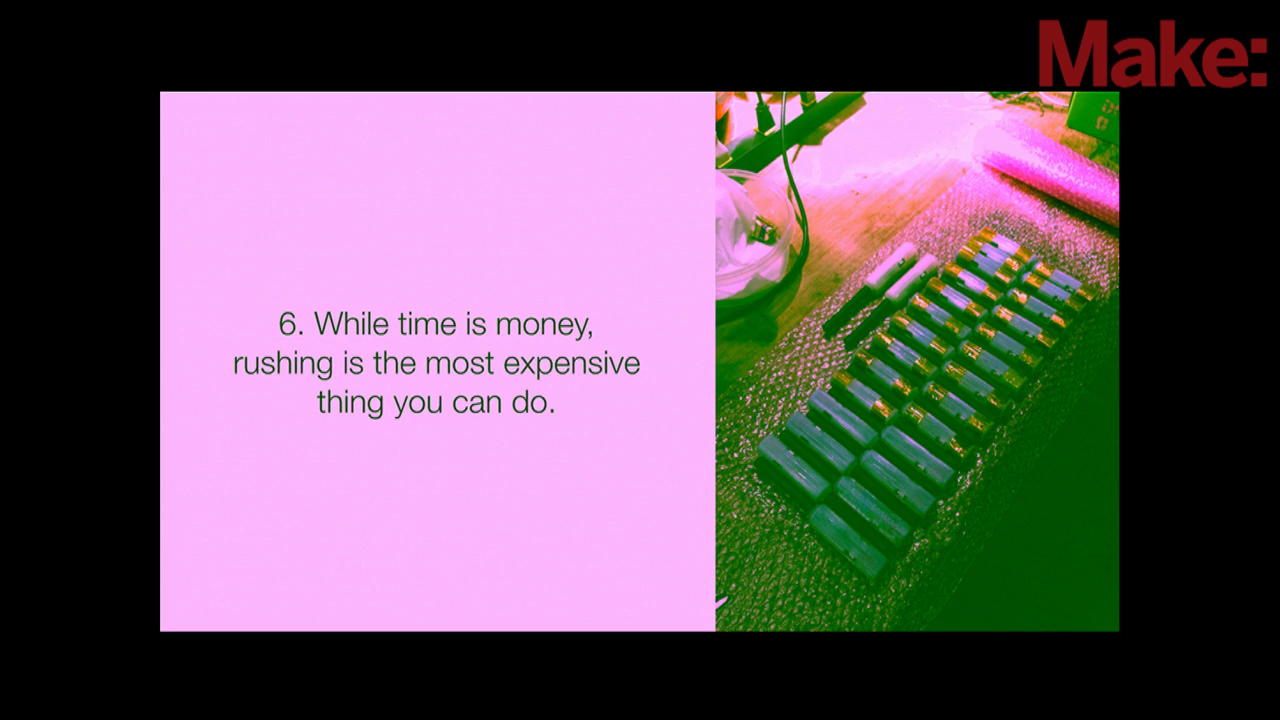 Make:
6. While time is money,
rushing is the most expensive
thing you can do.